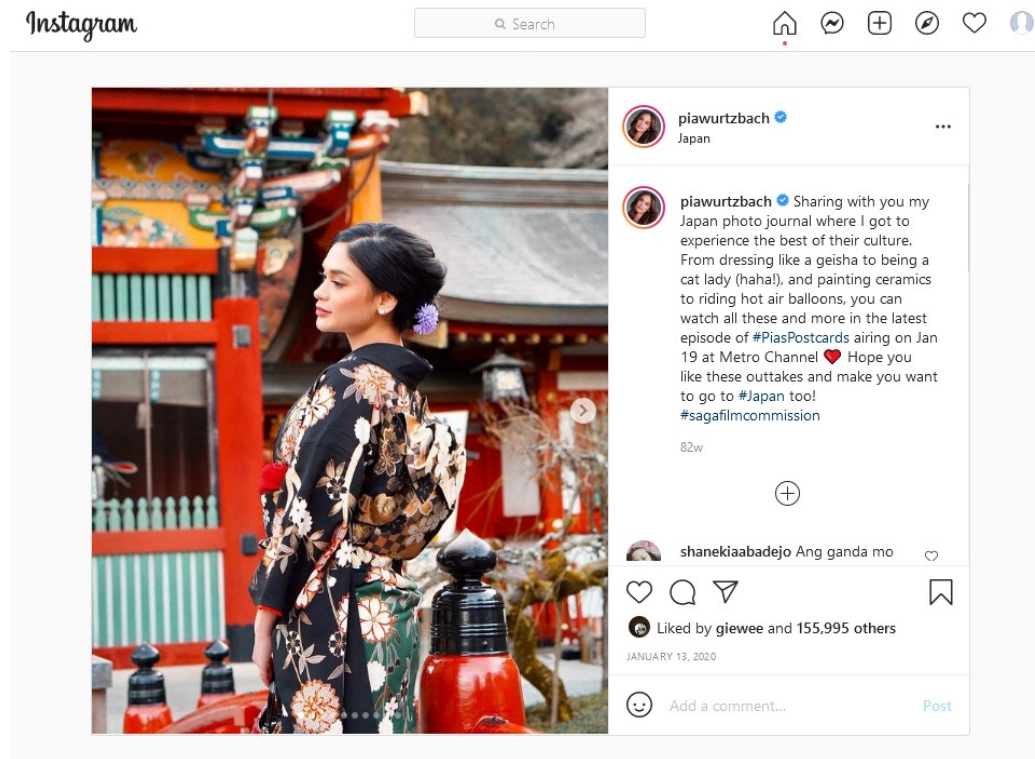 Instagram
Search
piawurtzbach
Japan
piawurtzbach Sharing with you my
Japan photo journal where I got to
experience the best of their culture.
From dressing like a geisha to being a
cat lady (haha!), and painting ceramics
to riding hot air balloons, you can
watch all these and more in the latest
episode of #PiasPostcards airing on Jan
19 at Metro Channel ❤️ Hope you
like these outtakes and make you want
to go to #Japan too!
#sagafilmcommission
82w
shanekiaabadejo Ang ganda mo
Liked by giewee and 155,995 others
JANUARY 13, 2020
Add a comment...
Post